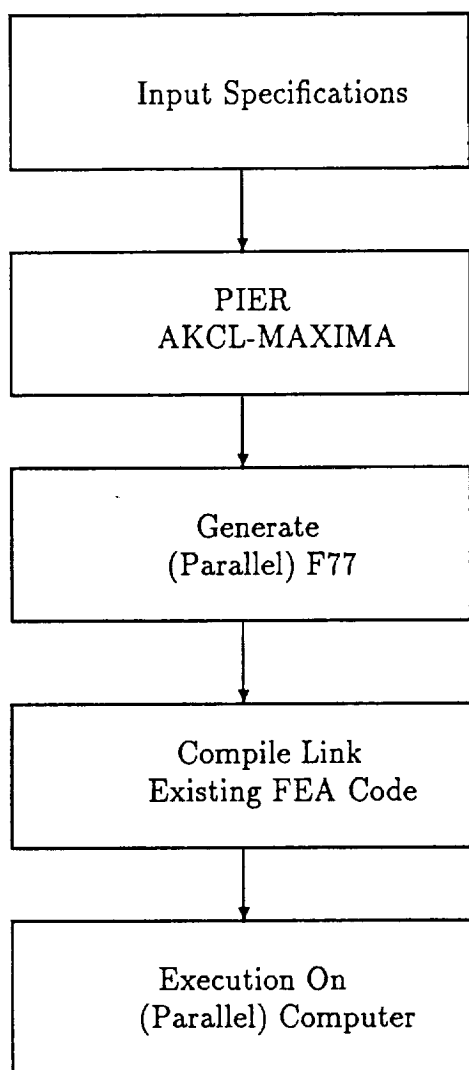 Input Specifications
PIER
AKCL-MAXIMA
Generate
(Parallel) F77
Compile Link
Existing FEA Code
Execution On
(Parallel) Computer